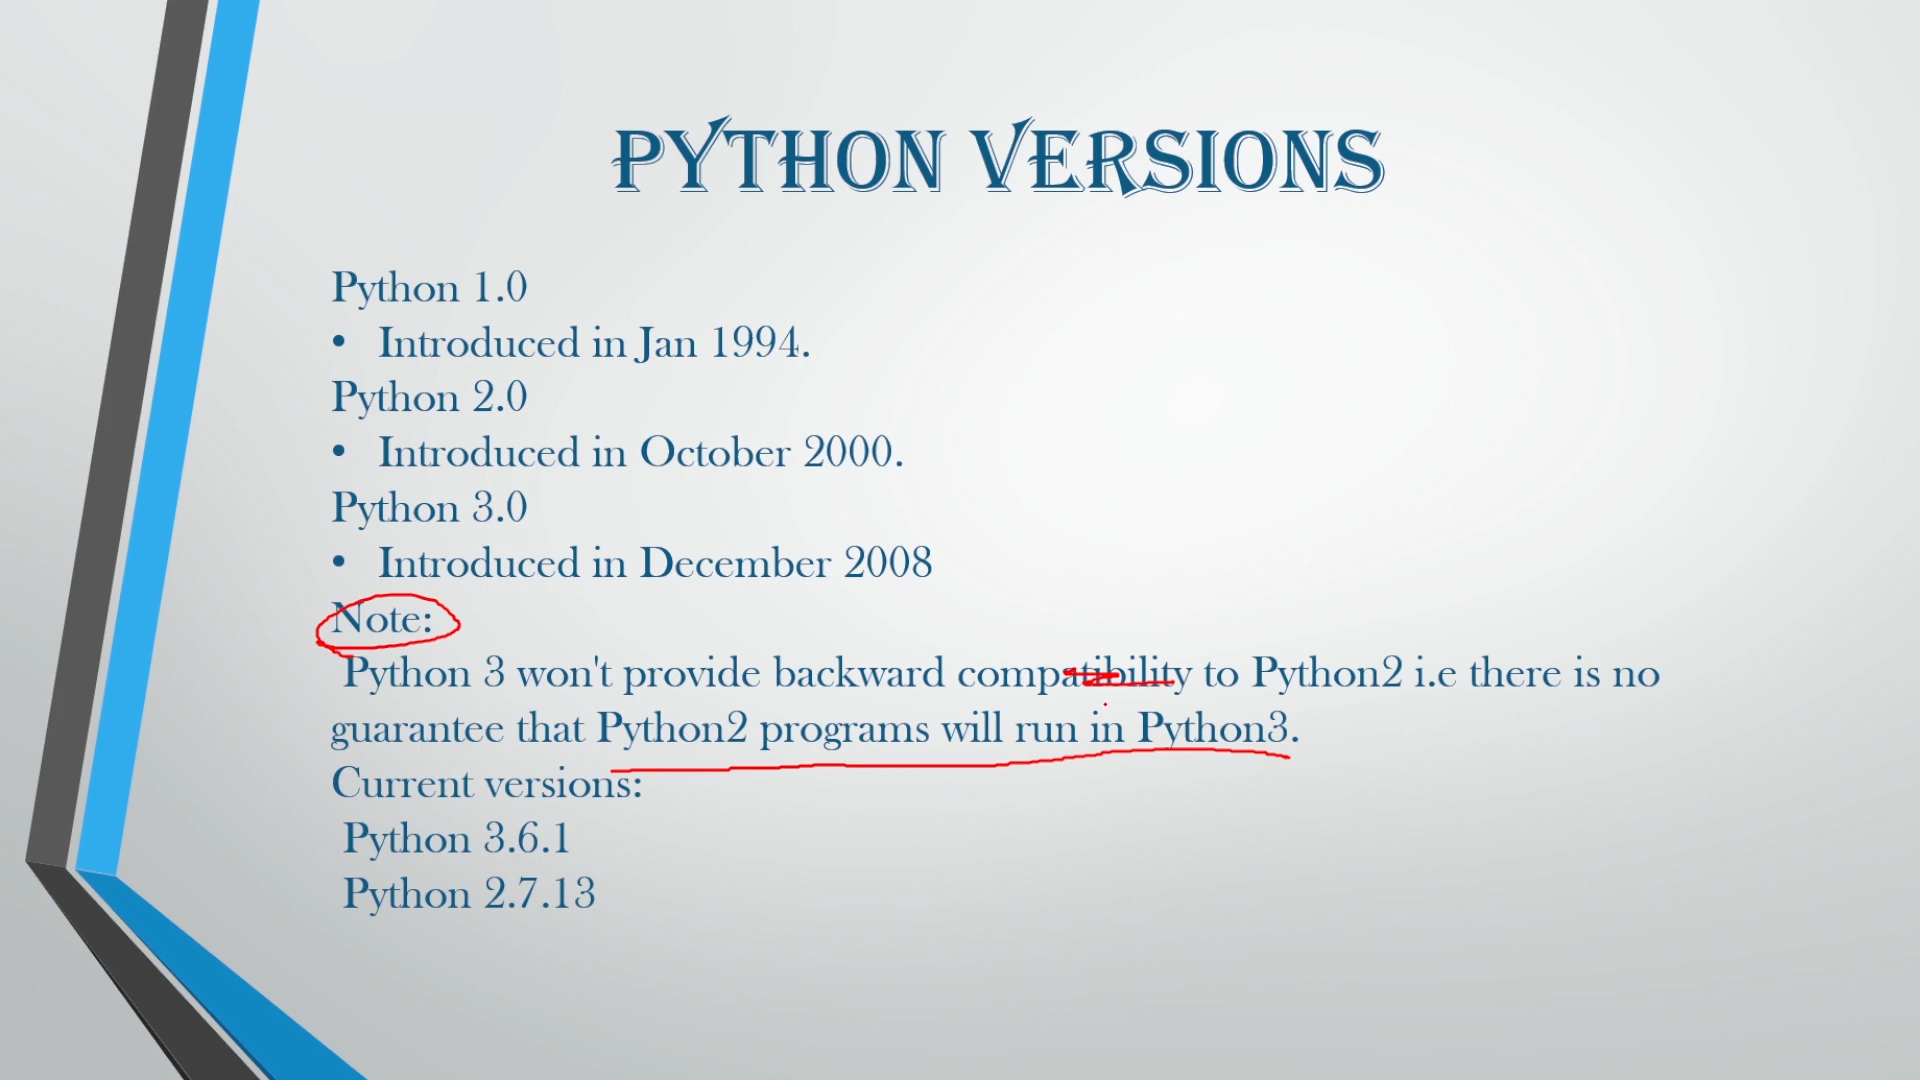 PYTHON VERSIONS
Python 1.0
• Introduced in Jan 1994.
Python 2.0
• Introduced in October 2000.
Python 3.0
• Introduced in December 2008
Note:
Python 3 won't provide backward compatibility to Python2 i.e there is no
guarantee that Python2 programs will run in Python3.
Current versions:
Python 3.6.1
Python 2.7.13